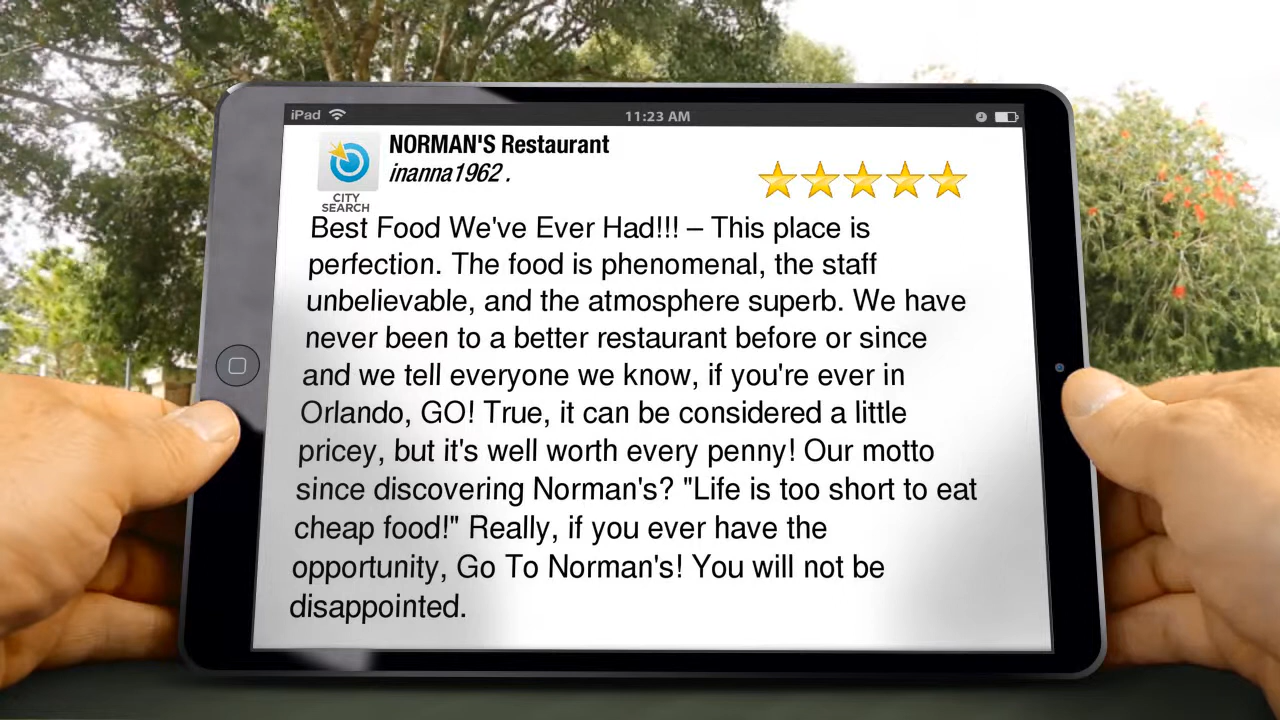 iPad 11:23 AM
NORMAN'S Restaurant
inanna1962 .
CITY
SEARCH
Best Food We've Ever Had!!! – This place is
perfection. The food is phenomenal, the staff
unbelievable, and the atmosphere superb. We have
never been to a better restaurant before or since
and we tell everyone we know, if you're ever in
Orlando, GO! True, it can be considered a little
pricey, but it's well worth every penny! Our motto
since discovering Norman's? "Life is too short to eat
cheap food!" Really, if you ever have the
opportunity, Go To Norman's! You will not be
disappointed.